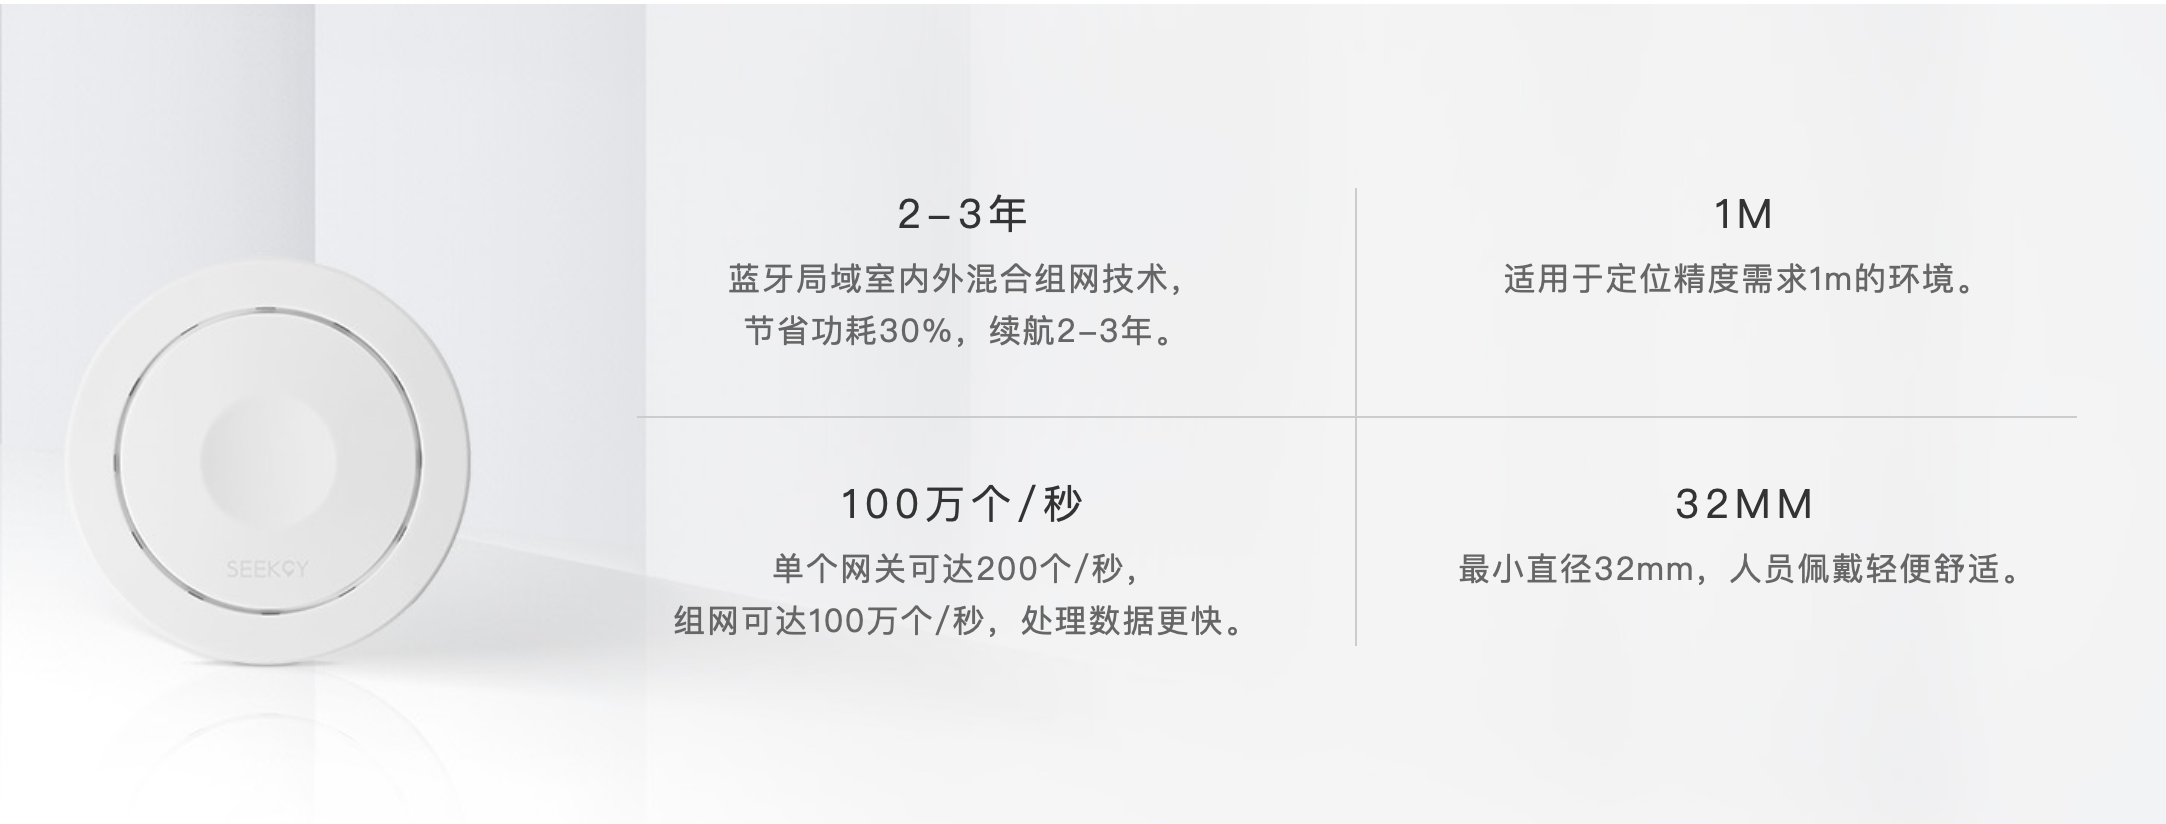 2-3年
蓝牙局域室内外混合组网技术，
节省功耗30%，续航2-3年。
1M
适用于定位精度需求1m的环境。
100万个/秒
单个网关可达200个/秒，
组网可达100万个/秒，处理数据更快。
32MM
最小直径32mm，人员佩戴轻便舒适。
SEEKCY